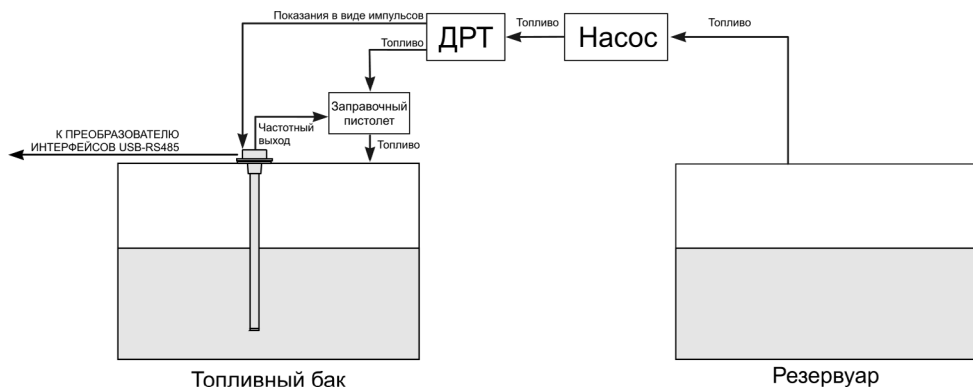 Показания в виде импульсов
Топливо
ДРТ
Топливо
Насос
Топливо
Заправочный
пистолет
Частотный
выход
Топливо
К ПРЕОБРАЗОВАТЕЛЮ
ИНТЕРФЕЙСОВ USB-RS485
Топливный бак
Резервуар